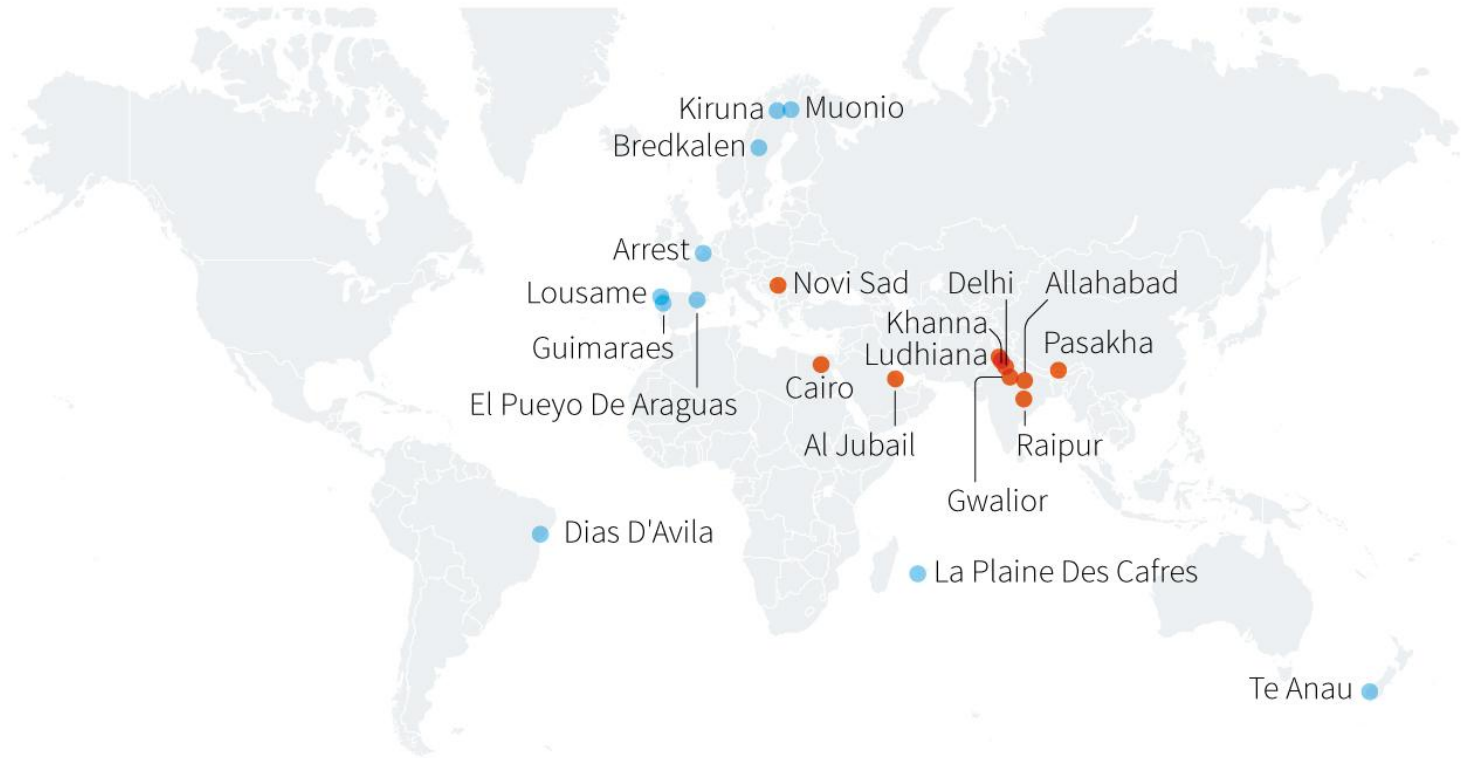 Kiruna
Muonio
Bredkalen
Arrest
Lousame
Novi Sad
Delhi
Allahabad
Khanna
Guimaraes
Ludhiana
Pasakha
Cairo
El Pueyo De Araguas
Al Jubail
Raipur
Gwalior
Dias D'Avila
La Plaine Des Cafres
Te Anau